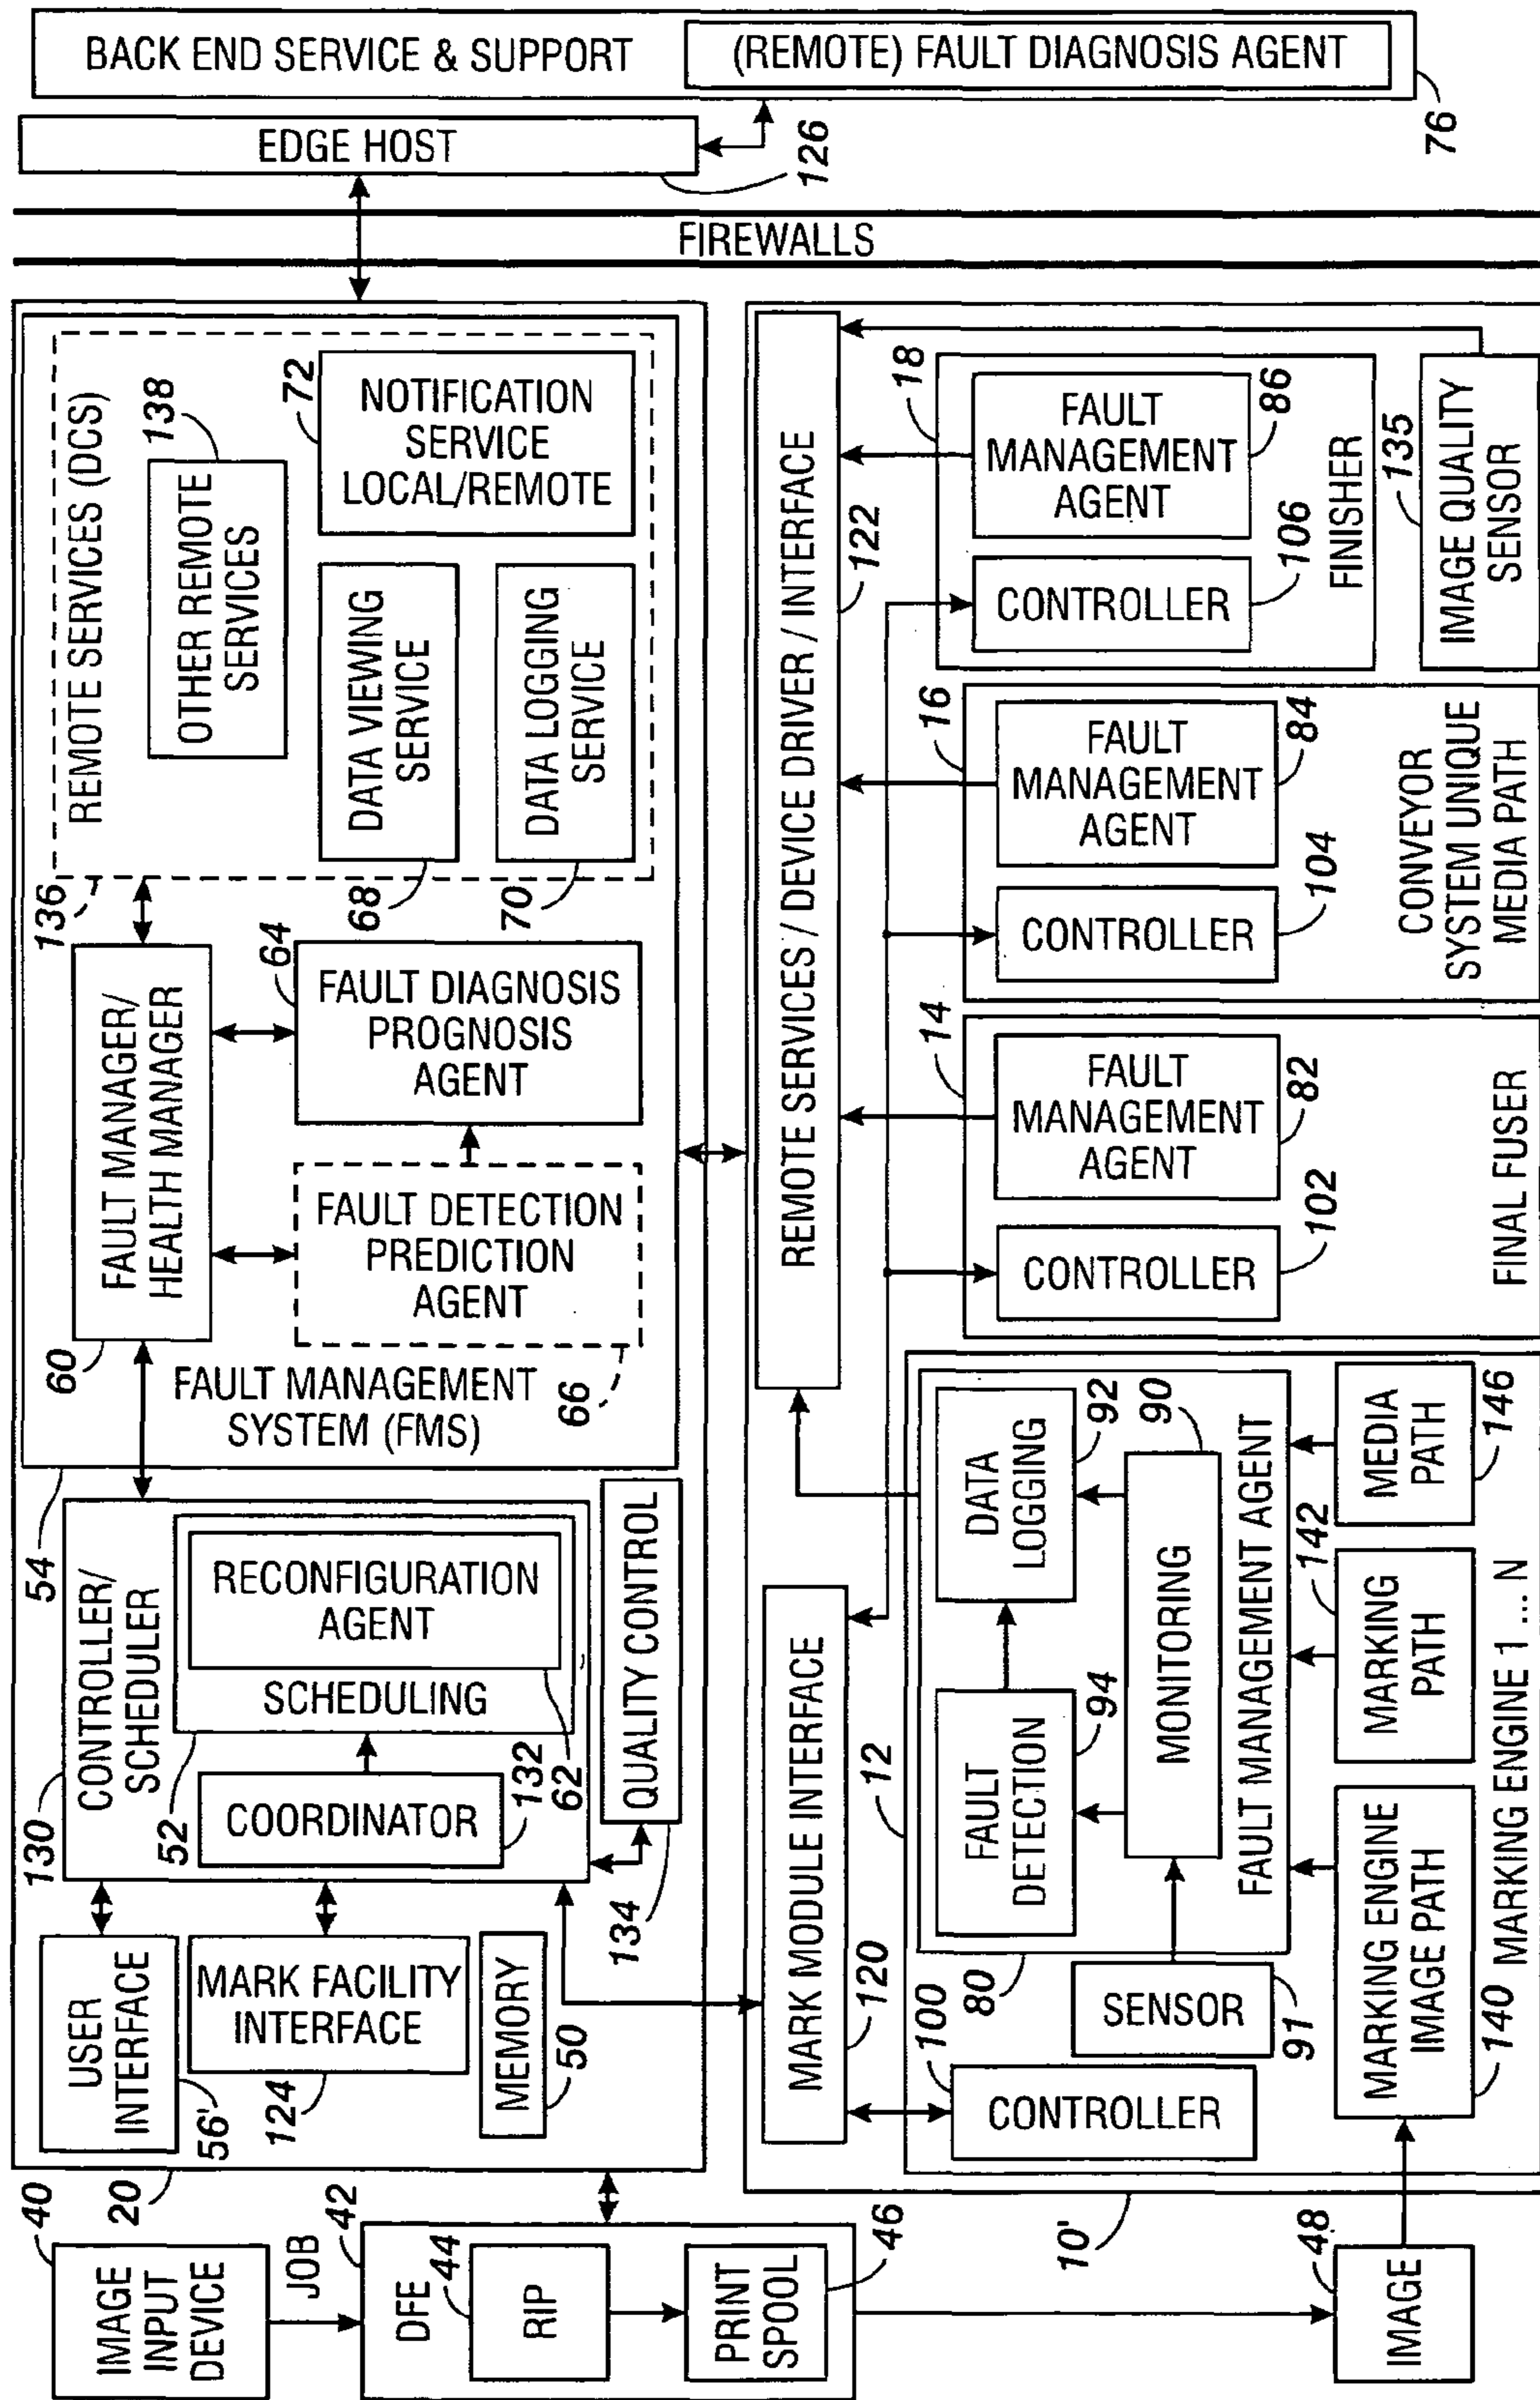 40
IMAGE
INPUT
DEVICE
JOB
42
DFE
44
RIP
PRINT
SPOOL
46
48
IMAGE
20
USER
INTERFACE
56'
MARK FACILITY
INTERFACE
124
MEMORY
50
130
CONTROLLER/
SCHEDULER
52
COORDINATOR
132
RECONFIGURATION
AGENT
SCHEDULING
62
QUALITY CONTROL
134
54
FAULT MANAGEMENT
SYSTEM (FMS)
60
FAULT MANAGER/
HEALTH MANAGER
FAULT DETECTION
PREDICTION
AGENT
66
64
FAULT DIAGNOSIS
PROGNOSIS
AGENT
136
REMOTE SERVICES (DCS)
OTHER REMOTE
SERVICES
138
DATA VIEWING
SERVICE
68
DATA LOGGING
SERVICE
70
72
NOTIFICATION
SERVICE
LOCAL/REMOTE
10'
MARK MODULE INTERFACE
120
REMOTE SERVICES / DEVICE DRIVER / INTERFACE
122
12
100
CONTROLLER
80
SENSOR
91
FAULT
DETECTION
94
DATA
LOGGING
92
MONITORING
90
FAULT MANAGEMENT AGENT
MARKING ENGINE
IMAGE PATH
140
MARKING
PATH
142
MEDIA
PATH
146
MARKING ENGINE 1 ... N
14
CONTROLLER
102
FAULT
MANAGEMENT
AGENT
82
FINAL FUSER
16
CONTROLLER
104
FAULT
MANAGEMENT
AGENT
84
CONVEYOR
SYSTEM UNIQUE
MEDIA PATH
18
CONTROLLER
106
FAULT
MANAGEMENT
AGENT
86
FINISHER
135
IMAGE QUALITY
SENSOR
FIREWALLS
EDGE HOST
126
BACK END SERVICE & SUPPORT
(REMOTE) FAULT DIAGNOSIS AGENT
76